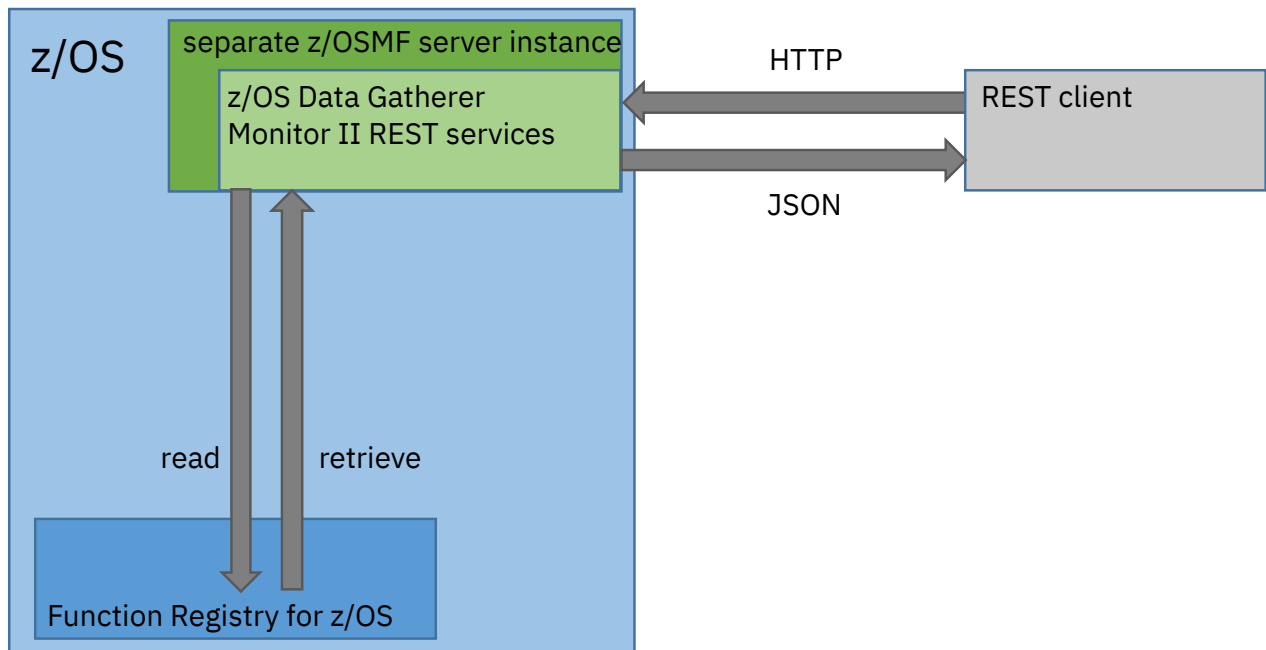 z/OS
separate z/OSMF server instance
z/OS Data Gatherer
Monitor II REST services
HTTP
REST client
JSON
read
retrieve
Function Registry for z/OS